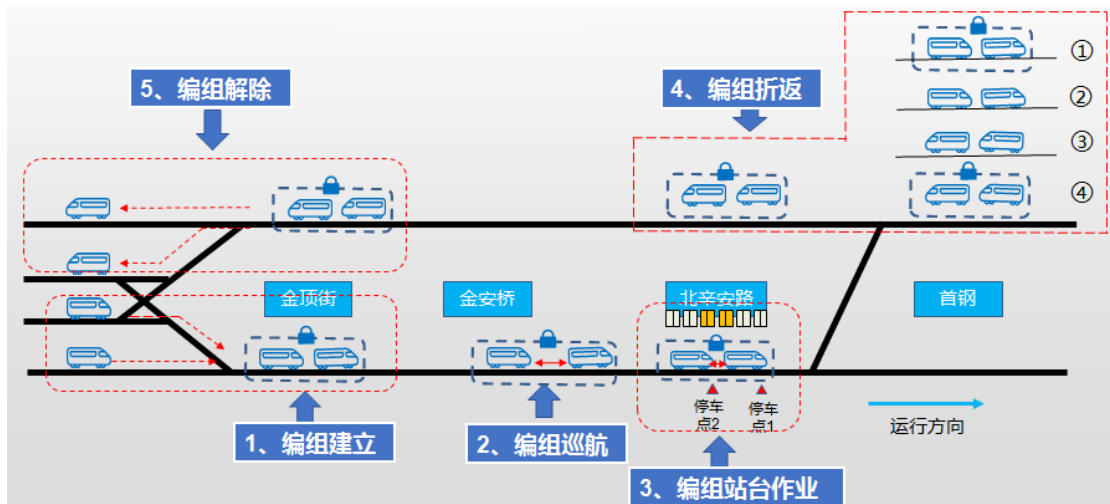 ①
5、编组解除
4、编组折返
②
③
④
金顶街
金安桥
北辛安路
首钢
停车
点2
停车
点1
运行方向
1、编组建立
2、编组巡航
3、编组站台作业